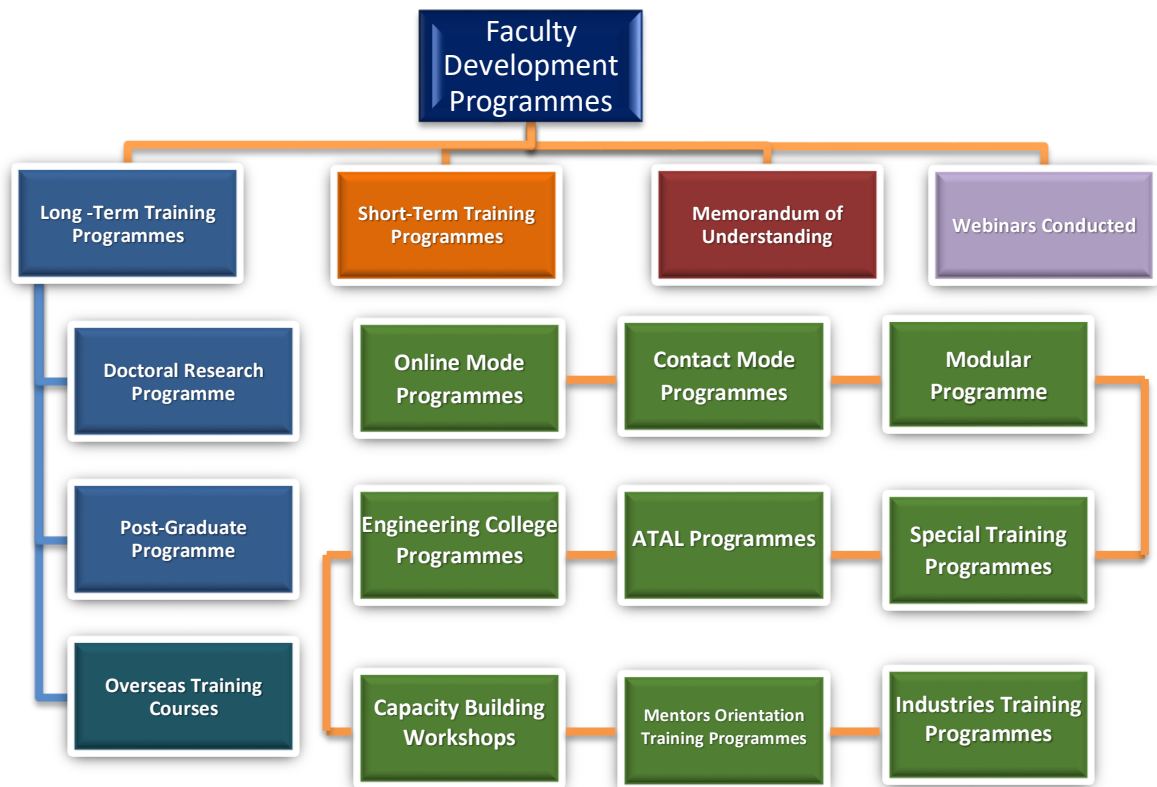 Faculty
Development
Programmes
Long -Term Training
Programmes
Short-Term Training
Programmes
Memorandum of
Understanding
Webinars Conducted
Doctoral Research
Programme
Online Mode
Programmes
Contact Mode
Programmes
Modular
Programme
Post-Graduate
Programme
Engineering College
Programmes
ATAL Programmes
Special Training
Programmes
Overseas Training
Courses
Capacity Building
Workshops
Mentors Orientation
Training Programmes
Industries Training
Programmes